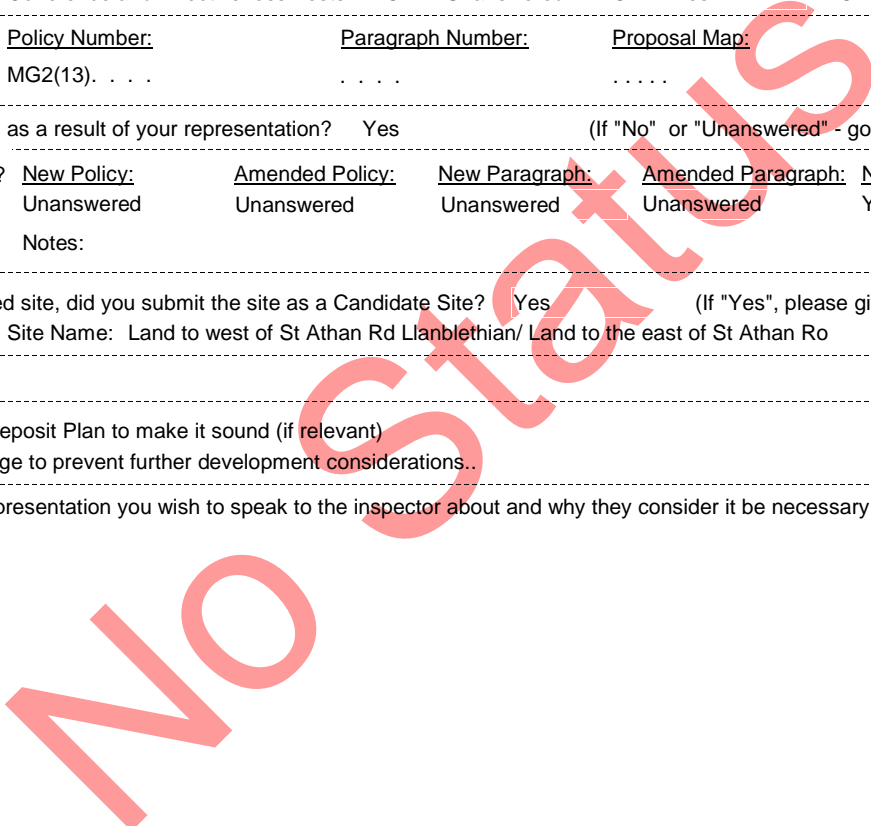 Policy Number: Paragraph Number: Proposal Map:
MG2(13). . . . . . . . . . . . .
as a result of your representation? Yes (If "No" or "Unanswered" - go
? New Policy: Amended Policy: New Paragraph: Amended Paragraph: N
Unanswered Unanswered Unanswered Unanswered Y
Notes:
ed site, did you submit the site as a Candidate Site? Yes (If "Yes", please gi
Site Name: Land to west of St Athan Rd Llanblethian/ Land to the east of St Athan Ro
eposit Plan to make it sound (if relevant)
ge to prevent further development considerations..
presentation you wish to speak to the inspector about and why they consider it be necessary
No Status